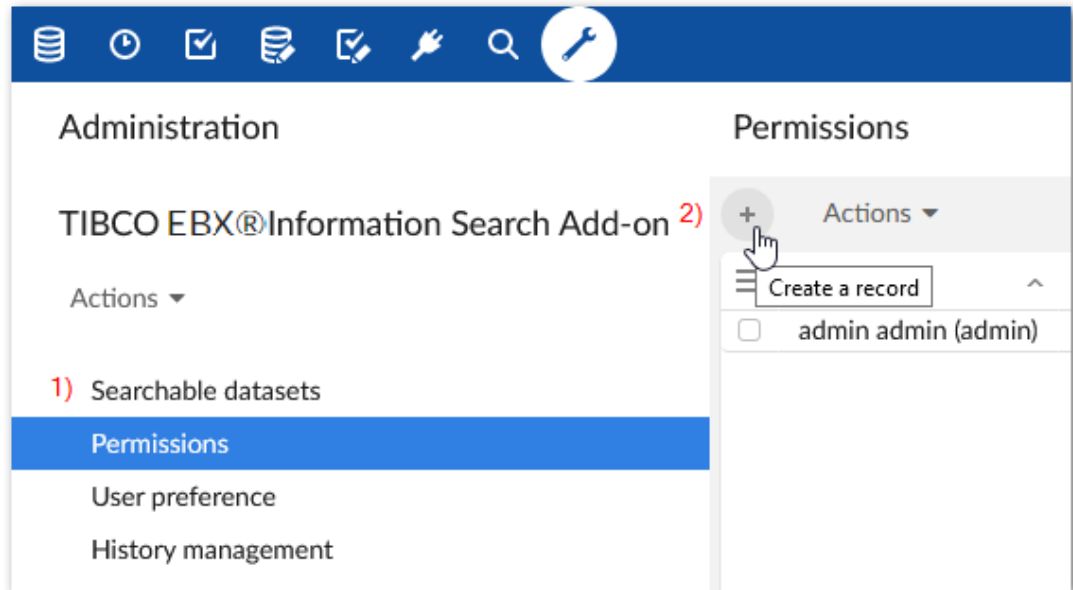 Administration
Permissions
TIBCO EBX®Information Search Add-on 2)
+ Actions
Actions
Create a record
admin admin (admin)
1) Searchable datasets
Permissions
User preference
History management